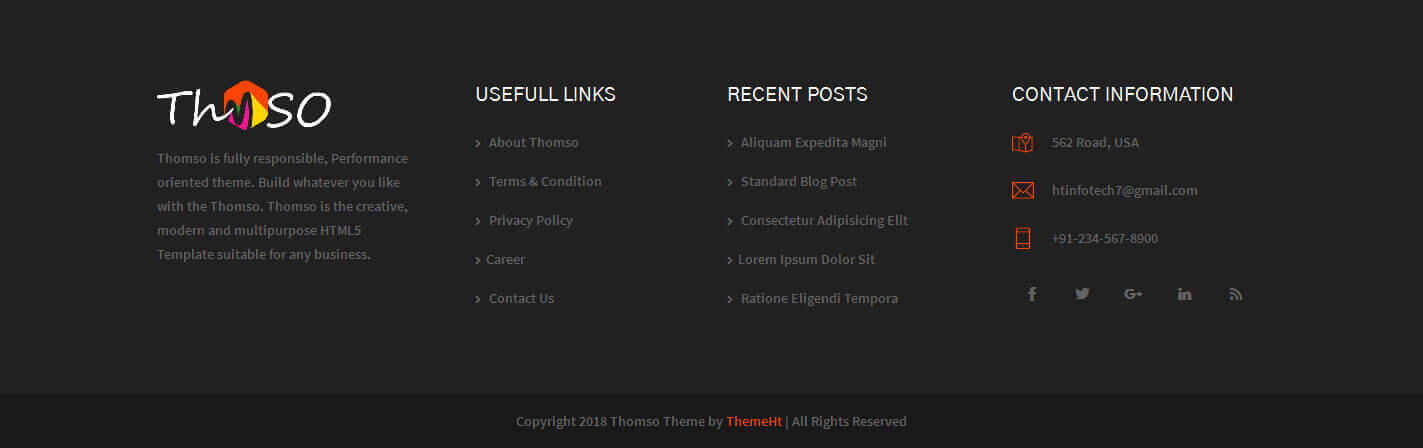 Thomso
Thomso is fully responsible, Performance
oriented theme. Build whatever you like
with the Thomso. Thomso is the creative,
modern and multipurpose HTML5
Template suitable for any business.
USEFULL LINKS
About Thomso
Terms & Condition
Privacy Policy
Career
Contact Us
RECENT POSTS
Aliquam Expedita Magni
Standard Blog Post
Consectetur Adipisicing Elit
Lorem Ipsum Dolor Sit
Ratione Eligendi Tempora
CONTACT INFORMATION
562 Road, USA
htinfotech7@gmail.com
+91-234-567-8900
Copyright 2018 Thomso Theme by ThemeHt | All Rights Reserved